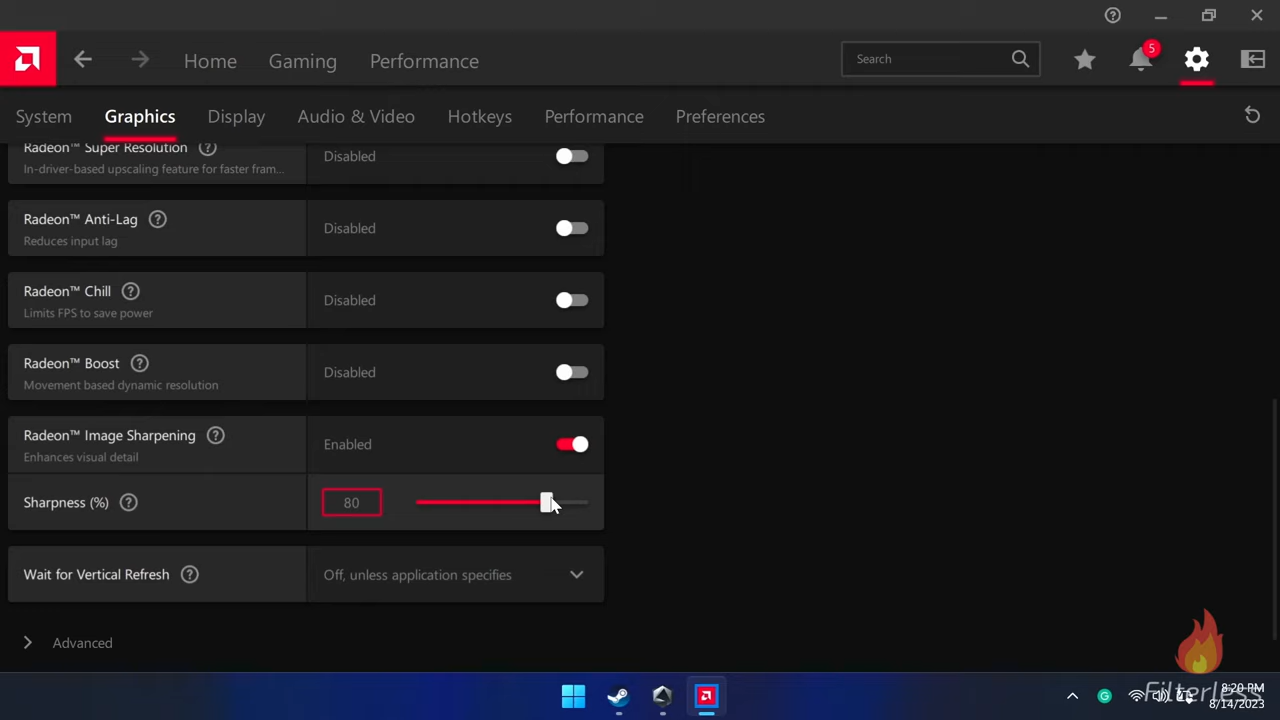 Home
Gaming
Performance
Search
5
System
Graphics
Display
Audio & Video
Hotkeys
Performance
Preferences
Radeon™ Super Resolution
Disabled
In-driver-based upscaling feature for faster fram...
Radeon™ Anti-Lag
Disabled
Reduces input lag
Radeon™ Chill
Disabled
Limits FPS to save power
Radeon™ Boost
Disabled
Movement based dynamic resolution
Radeon™ Image Sharpening
Enabled
Enhances visual detail
Sharpness (%)
80
Wait for Vertical Refresh
Off, unless application specifies
Advanced
Filterless
8:20 PM
8/14/2023